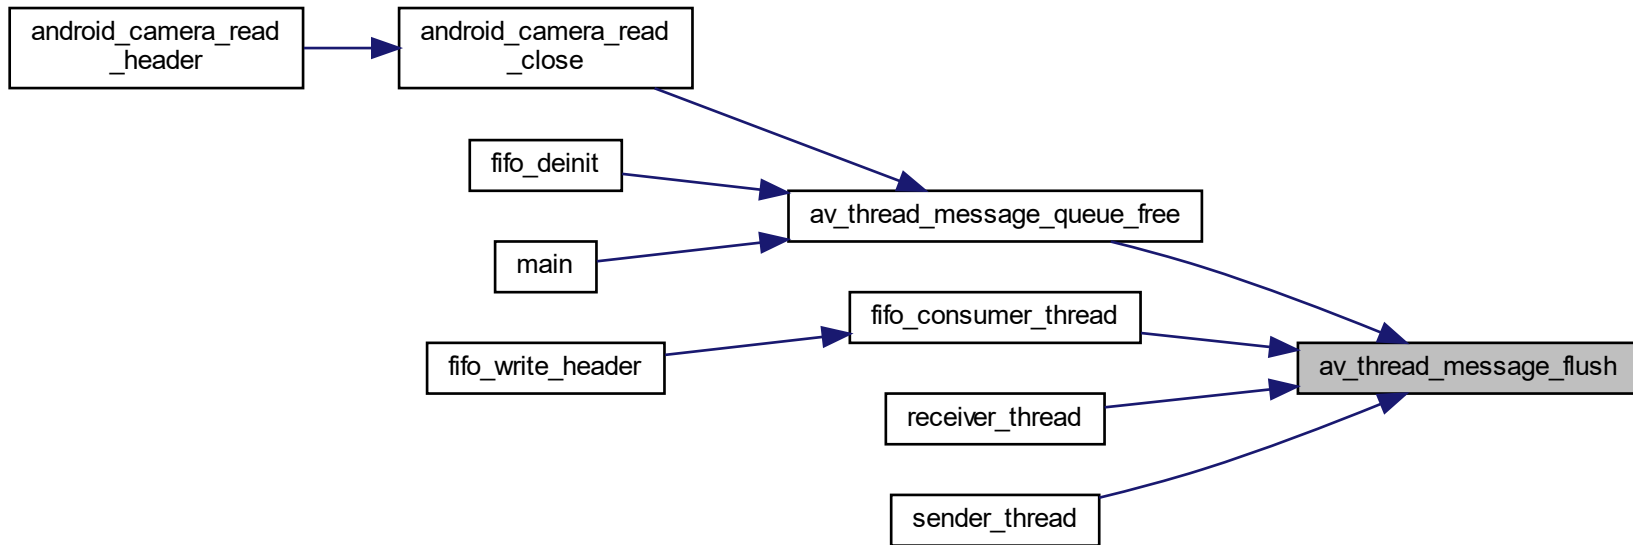 android_camera_read
_header
android_camera_read
_close
fifo_deinit
av_thread_message_queue_free
main
fifo_consumer_thread
fifo_write_header
av_thread_message_flush
receiver_thread
sender_thread